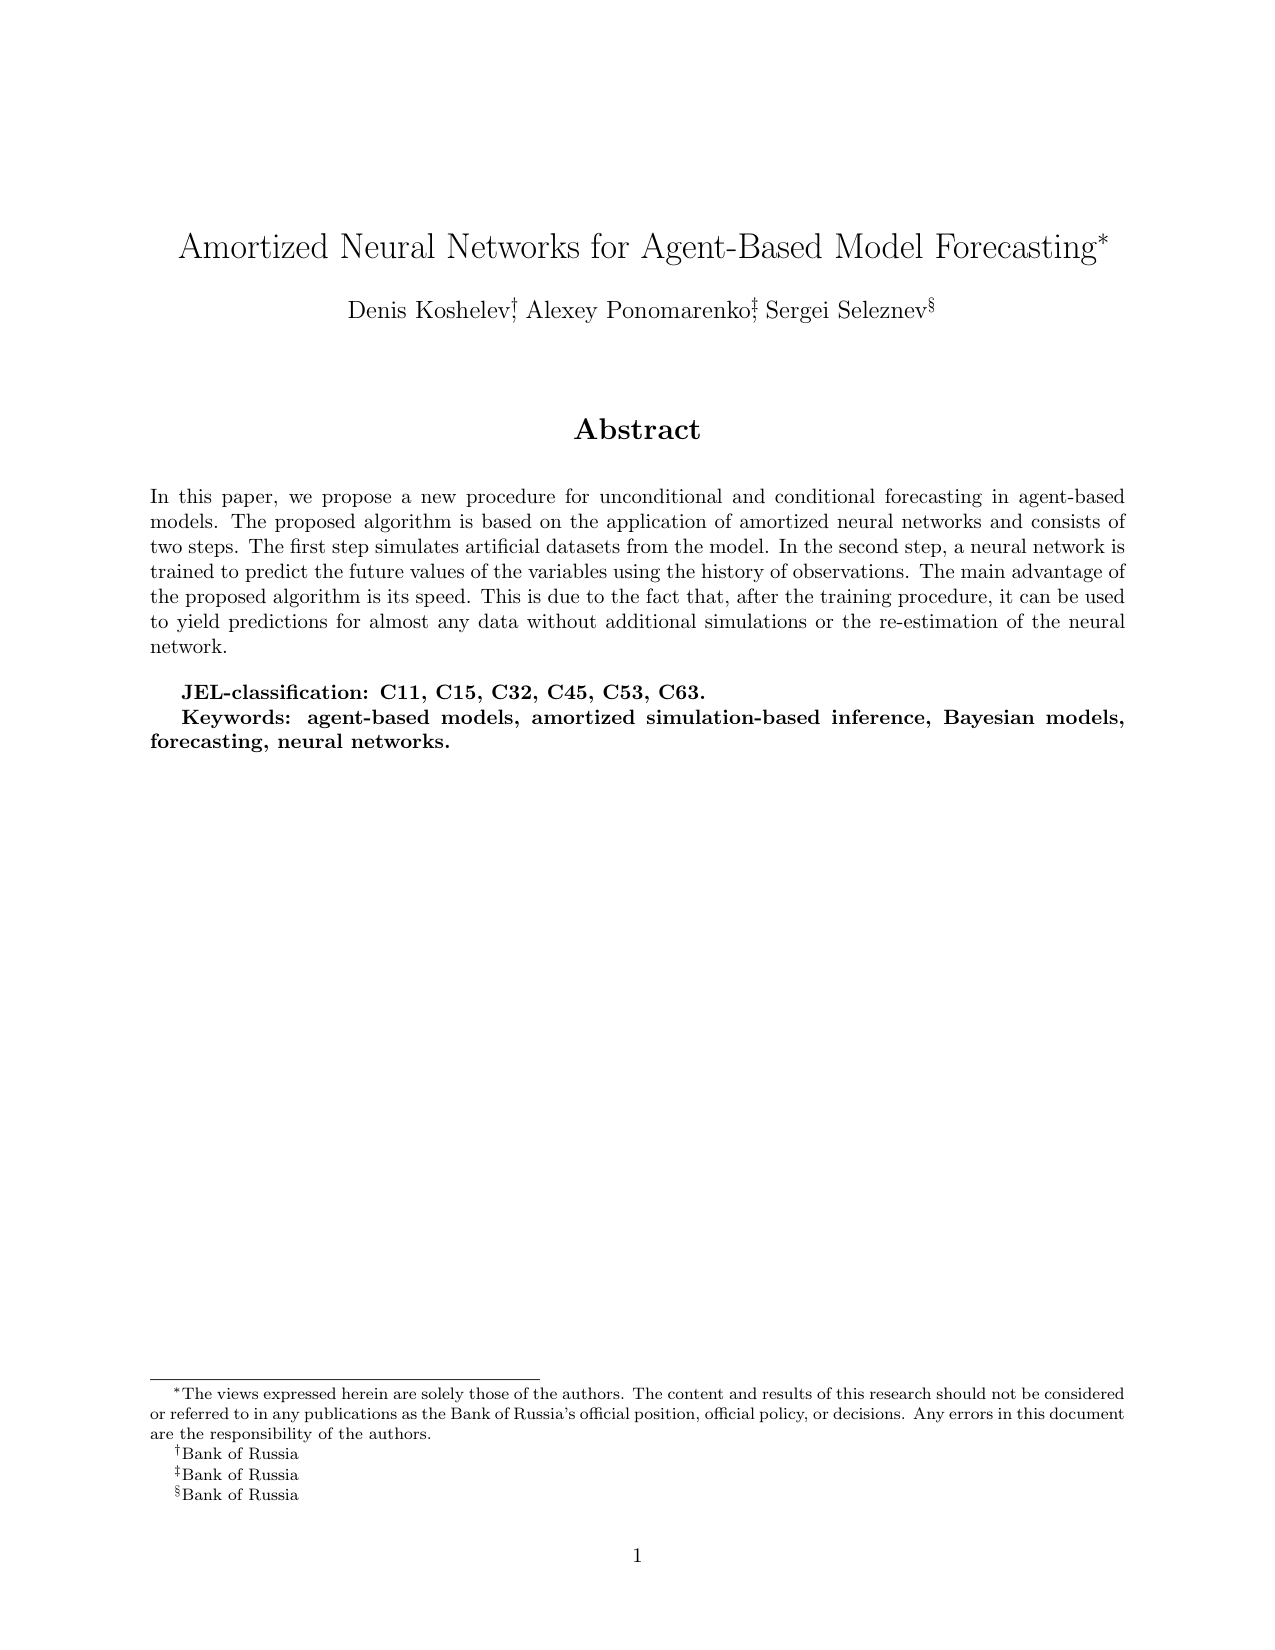 Amortized Neural Networks for Agent-Based Model Forecasting*
Denis Koshelev†, Alexey Ponomarenko‡, Sergei Seleznev§
Abstract
In this paper, we propose a new procedure for unconditional and conditional forecasting in agent-based
models. The proposed algorithm is based on the application of amortized neural networks and consists of
two steps. The first step simulates artificial datasets from the model. In the second step, a neural network is
trained to predict the future values of the variables using the history of observations. The main advantage of
the proposed algorithm is its speed. This is due to the fact that, after the training procedure, it can be used
to yield predictions for almost any data without additional simulations or the re-estimation of the neural
network.
JEL-classification: C11, C15, C32, C45, C53, C63.
Keywords: agent-based models, amortized simulation-based inference, Bayesian models,
forecasting, neural networks.
*The views expressed herein are solely those of the authors. The content and results of this research should not be considered
or referred to in any publications as the Bank of Russia's official position, official policy, or decisions. Any errors in this document
are the responsibility of the authors.
†Bank of Russia
‡Bank of Russia
§Bank of Russia
1